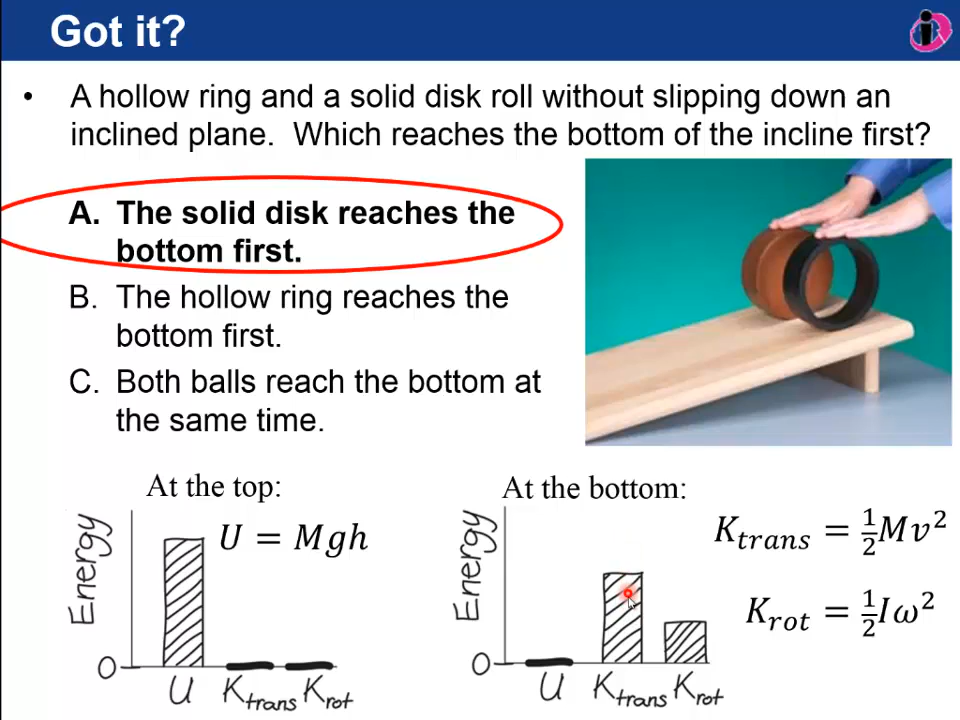 Got it?
• A hollow ring and a solid disk roll without slipping down an
inclined plane. Which reaches the bottom of the incline first?
A. The solid disk reaches the
bottom first.
B. The hollow ring reaches the
bottom first.
C. Both balls reach the bottom at
the same time.
At the top:
U = Mgh
Energy
0
U K_trans K_rot
At the bottom:
K_trans = ½Mv²
K_rot = ½Iω²
Energy
0
U K_trans K_rot